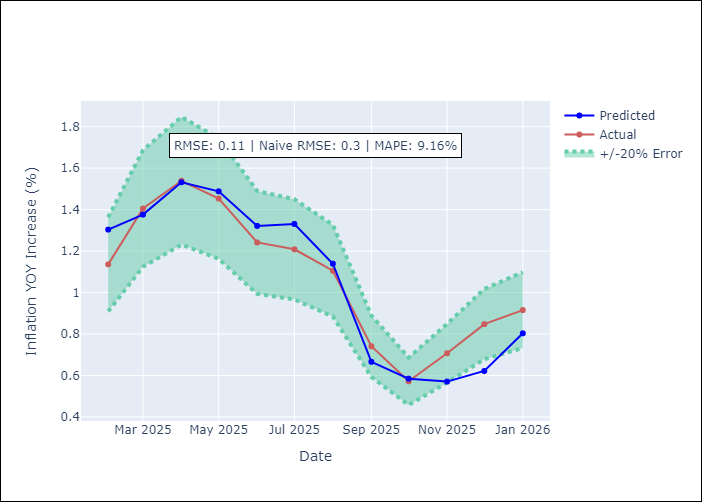 RMSE: 0.11 | Naive RMSE: 0.3 | MAPE: 9.16%
Predicted
Actual
+/-20% Error
1.8
1.6
1.4
1.2
1
0.8
0.6
0.4
Inflation YOY Increase (%)
Mar 2025 May 2025 Jul 2025 Sep 2025 Nov 2025 Jan 2026
Date